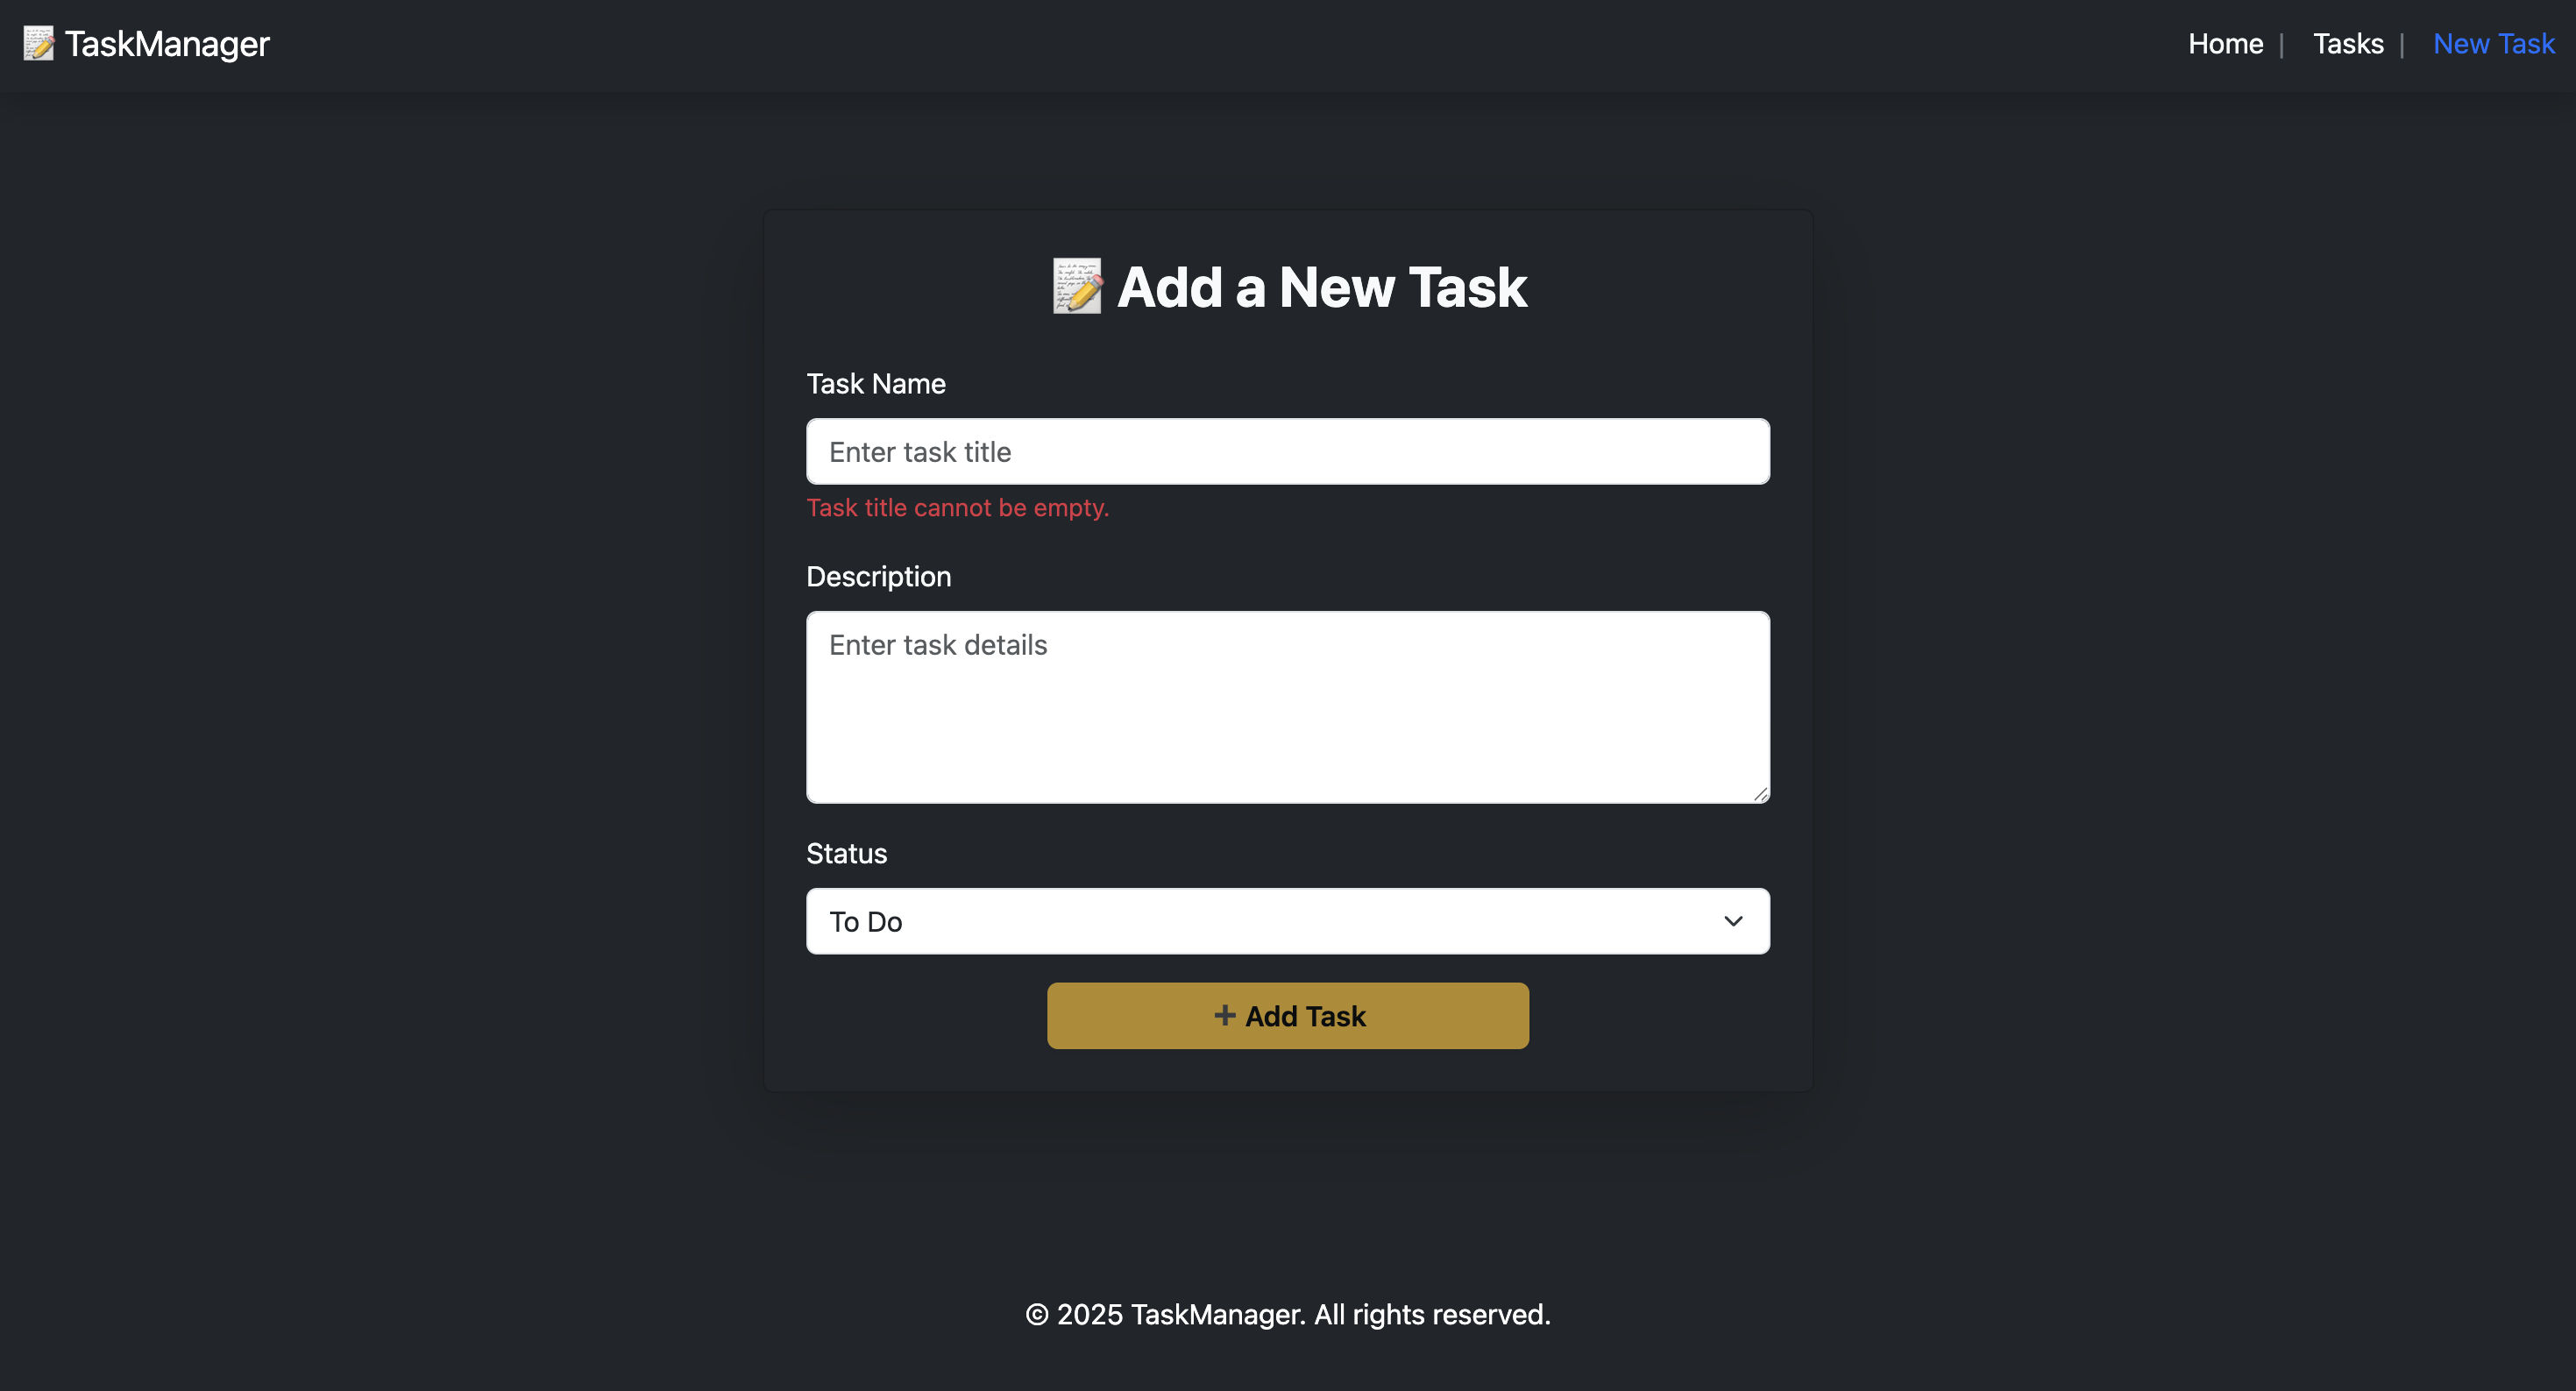 TaskManager
Home | Tasks | New Task
Add a New Task
Task Name
Enter task title
Task title cannot be empty.
Description
Enter task details
Status
To Do
+ Add Task
© 2025 TaskManager. All rights reserved.